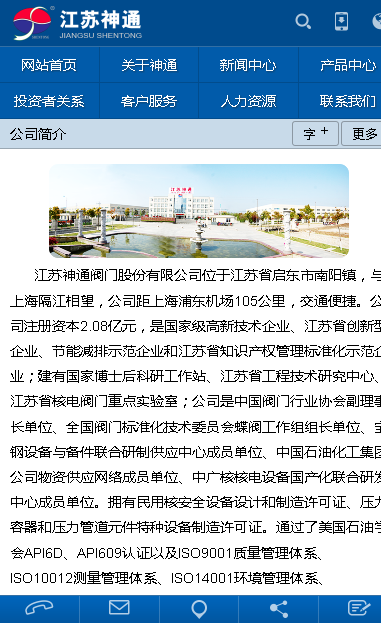 江苏神通
JIANGSU SHENTONG
网站首页 关于神通 新闻中心 产品中心
投资者关系 客户服务 人力资源 联系我们
公司简介 字 + 更多
江苏神通
江苏神通阀门股份有限公司位于江苏省启东市南阳镇，与
上海隔江相望，公司距上海浦东机场105公里，交通便捷。公
司注册资本2.08亿元，是国家级高新技术企业、江苏省创新型
企业、节能减排示范企业和江苏省知识产权管理标准化示范企
业；建有国家博士后科研工作站、江苏省工程技术研究中心、
江苏省核电阀门重点实验室；公司是中国阀门行业协会副理事
长单位、全国阀门标准化技术委员会蝶阀工作组组长单位、宝
钢设备与备件联合研制供应中心成员单位、中国石油化工集团
公司物资供应网络成员单位、中广核核电设备国产化联合研发
中心成员单位。拥有民用核安全设备设计和制造许可证、压力
容器和压力管道元件特种设备制造许可证。通过了美国石油学
会API6D、API609认证以及ISO9001质量管理体系、
ISO10012测量管理体系、ISO14001环境管理体系、